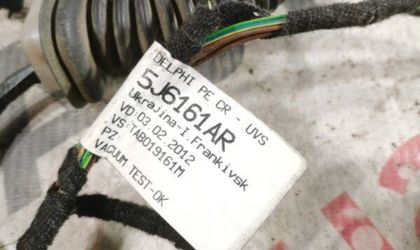 DELPHI PE CR - UVS
5J6161AR
Ukrajina-I.Frankivsk
VD:03.02.2012
VS:TAB019161M
PZ:
VACUUM TEST-OK